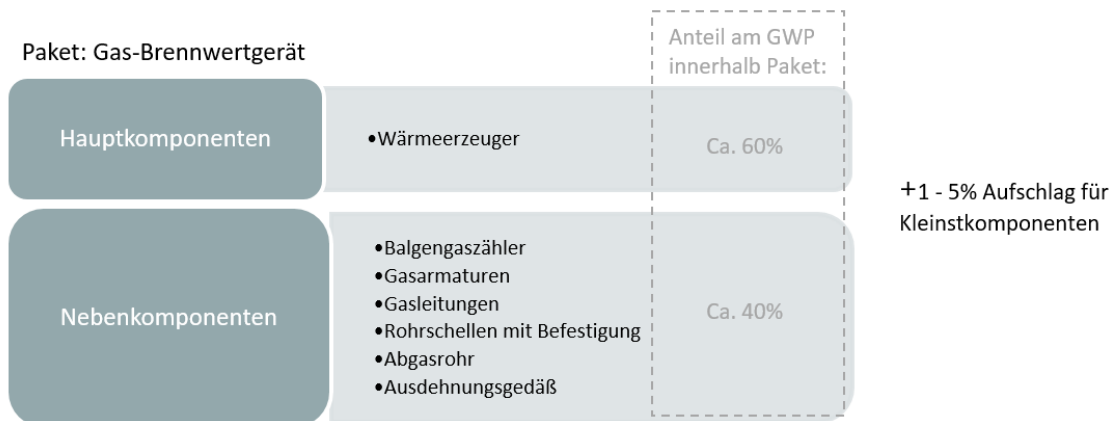 Anteil am GWP
innerhalb Paket:
Paket: Gas-Brennwertgerät
Hauptkomponenten
•Wärmeerzeuger
Ca. 60%
+1 - 5% Aufschlag für
Kleinstkomponenten
Nebenkomponenten
•Balgengaszähler
•Gasarmaturen
•Gasleitungen
•Rohrschellen mit Befestigung
•Abgasrohr
•Ausdehnungsgedäß
Ca. 40%